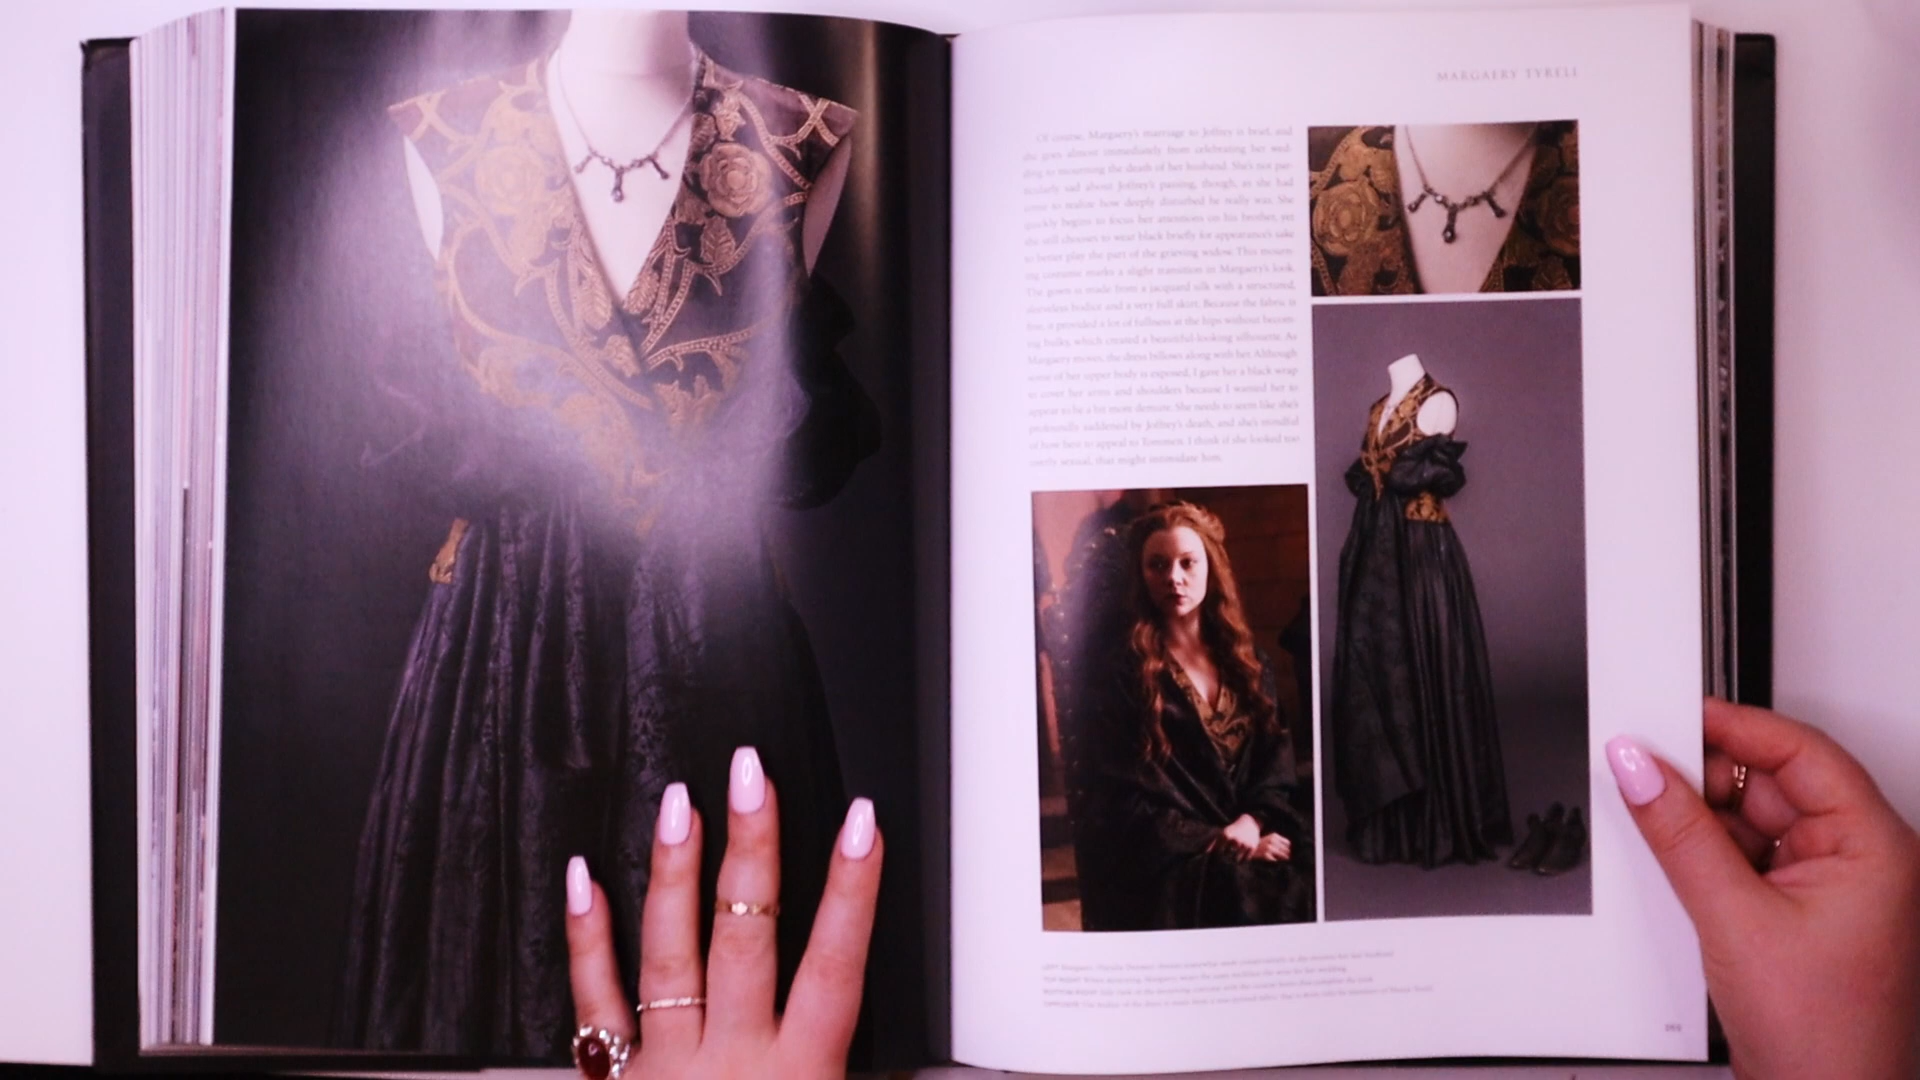 MARGAERY TYRELL
Of course, Margaery's marriage to Joffrey is brief, and
she goes almost immediately from celebrating her wed-
ding to mourning the death of her husband. She's not par-
ticularly sad about Joffrey's passing, though, as she had
come to realize how deeply disturbed he really was. She
quickly begins to focus her attentions on his brother, yet
she still chooses to wear black briefly for appearance's sake
to better play the part of the grieving widow. This mourn-
ing costume marks a slight transition in Margaery's look.
The gown is made from a jacquard silk with a structured,
sleeveless bodice and a very full skirt. Because the fabric is
fine, it provided a lot of fullness at the hips without becom-
ing bulky, which created a beautiful-looking silhouette. As
Margaery moves, the dress billows along with her. Although
some of her upper body is exposed, I gave her a black wrap
to cover her arms and shoulders because I wanted her to
appear to be a bit more demure. She needs to seem like she's
profoundly saddened by Joffrey's death, and she's mindful
of how best to appeal to Tommen. I think if she looked too
overtly sexual, that might intimidate him.